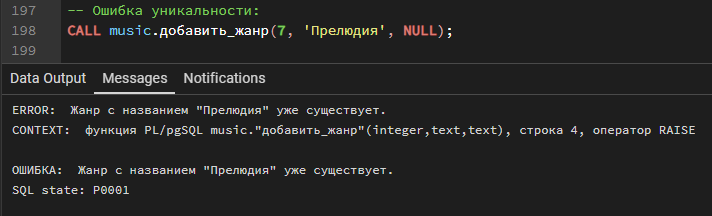 197 -- Ошибка уникальности:
198 CALL music.добавить_жанр(7, 'Прелюдия', NULL);
199
Data Output Messages Notifications
ERROR:  Жанр с названием "Прелюдия" уже существует.
CONTEXT:  функция PL/pgSQL music."добавить_жанр"(integer,text,text), строка 4, оператор RAISE
ОШИБКА:  Жанр с названием "Прелюдия" уже существует.
SQL state: P0001